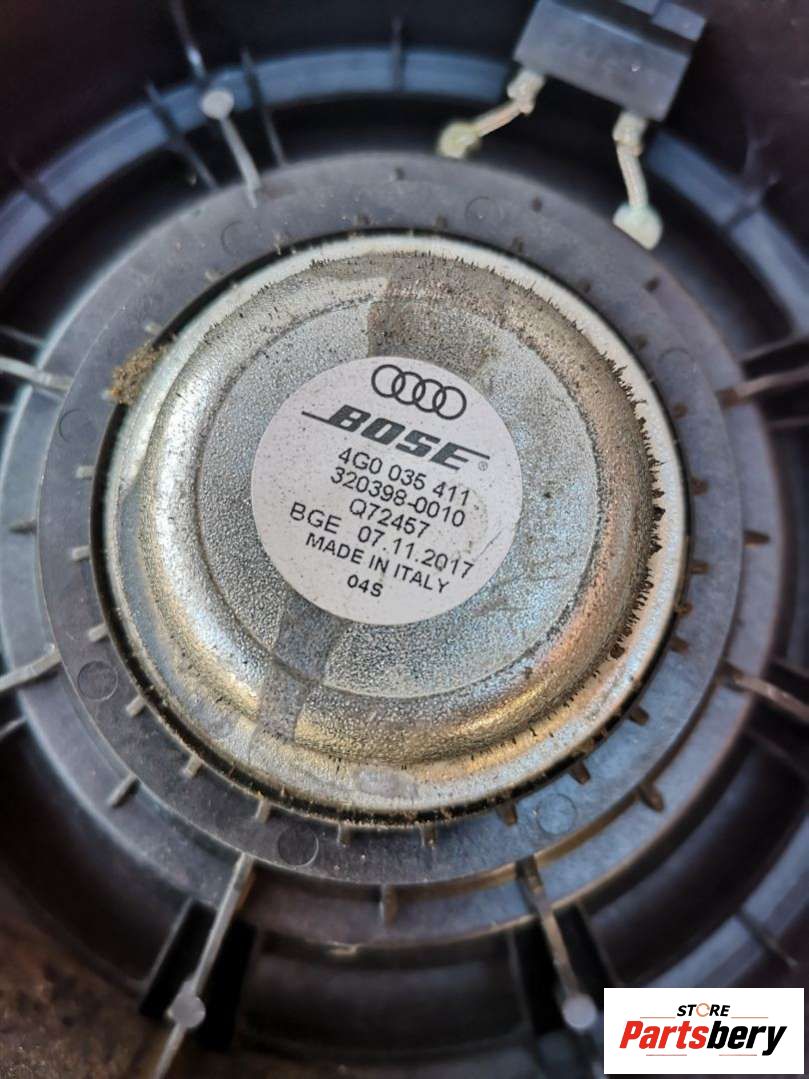 BOSE®
4G0 035 411
320398-0010
Q72457
BGE 07.11.2017
MADE IN ITALY
04S
STORE
Partsbery